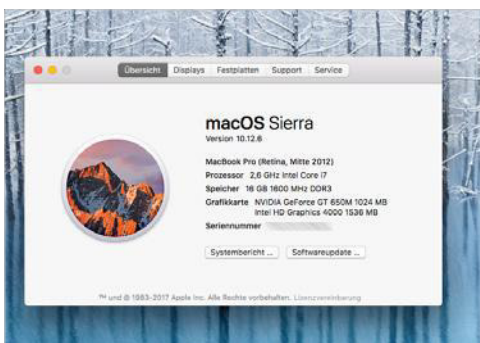 Übersicht Displays Festplatten Support Service
macOS Sierra
Version 10.12.6
MacBook Pro (Retina, Mitte 2012)
Prozessor 2,6 GHz Intel Core i7
Speicher 16 GB 1600 MHz DDR3
Grafikkarte NVIDIA GeForce GT 650M 1024 MB
Intel HD Graphics 4000 1536 MB
Seriennummer
Systembericht ... Softwareupdate ...
™ und © 1983-2017 Apple Inc. Alle Rechte vorbehalten. Lizenzvereinbarung